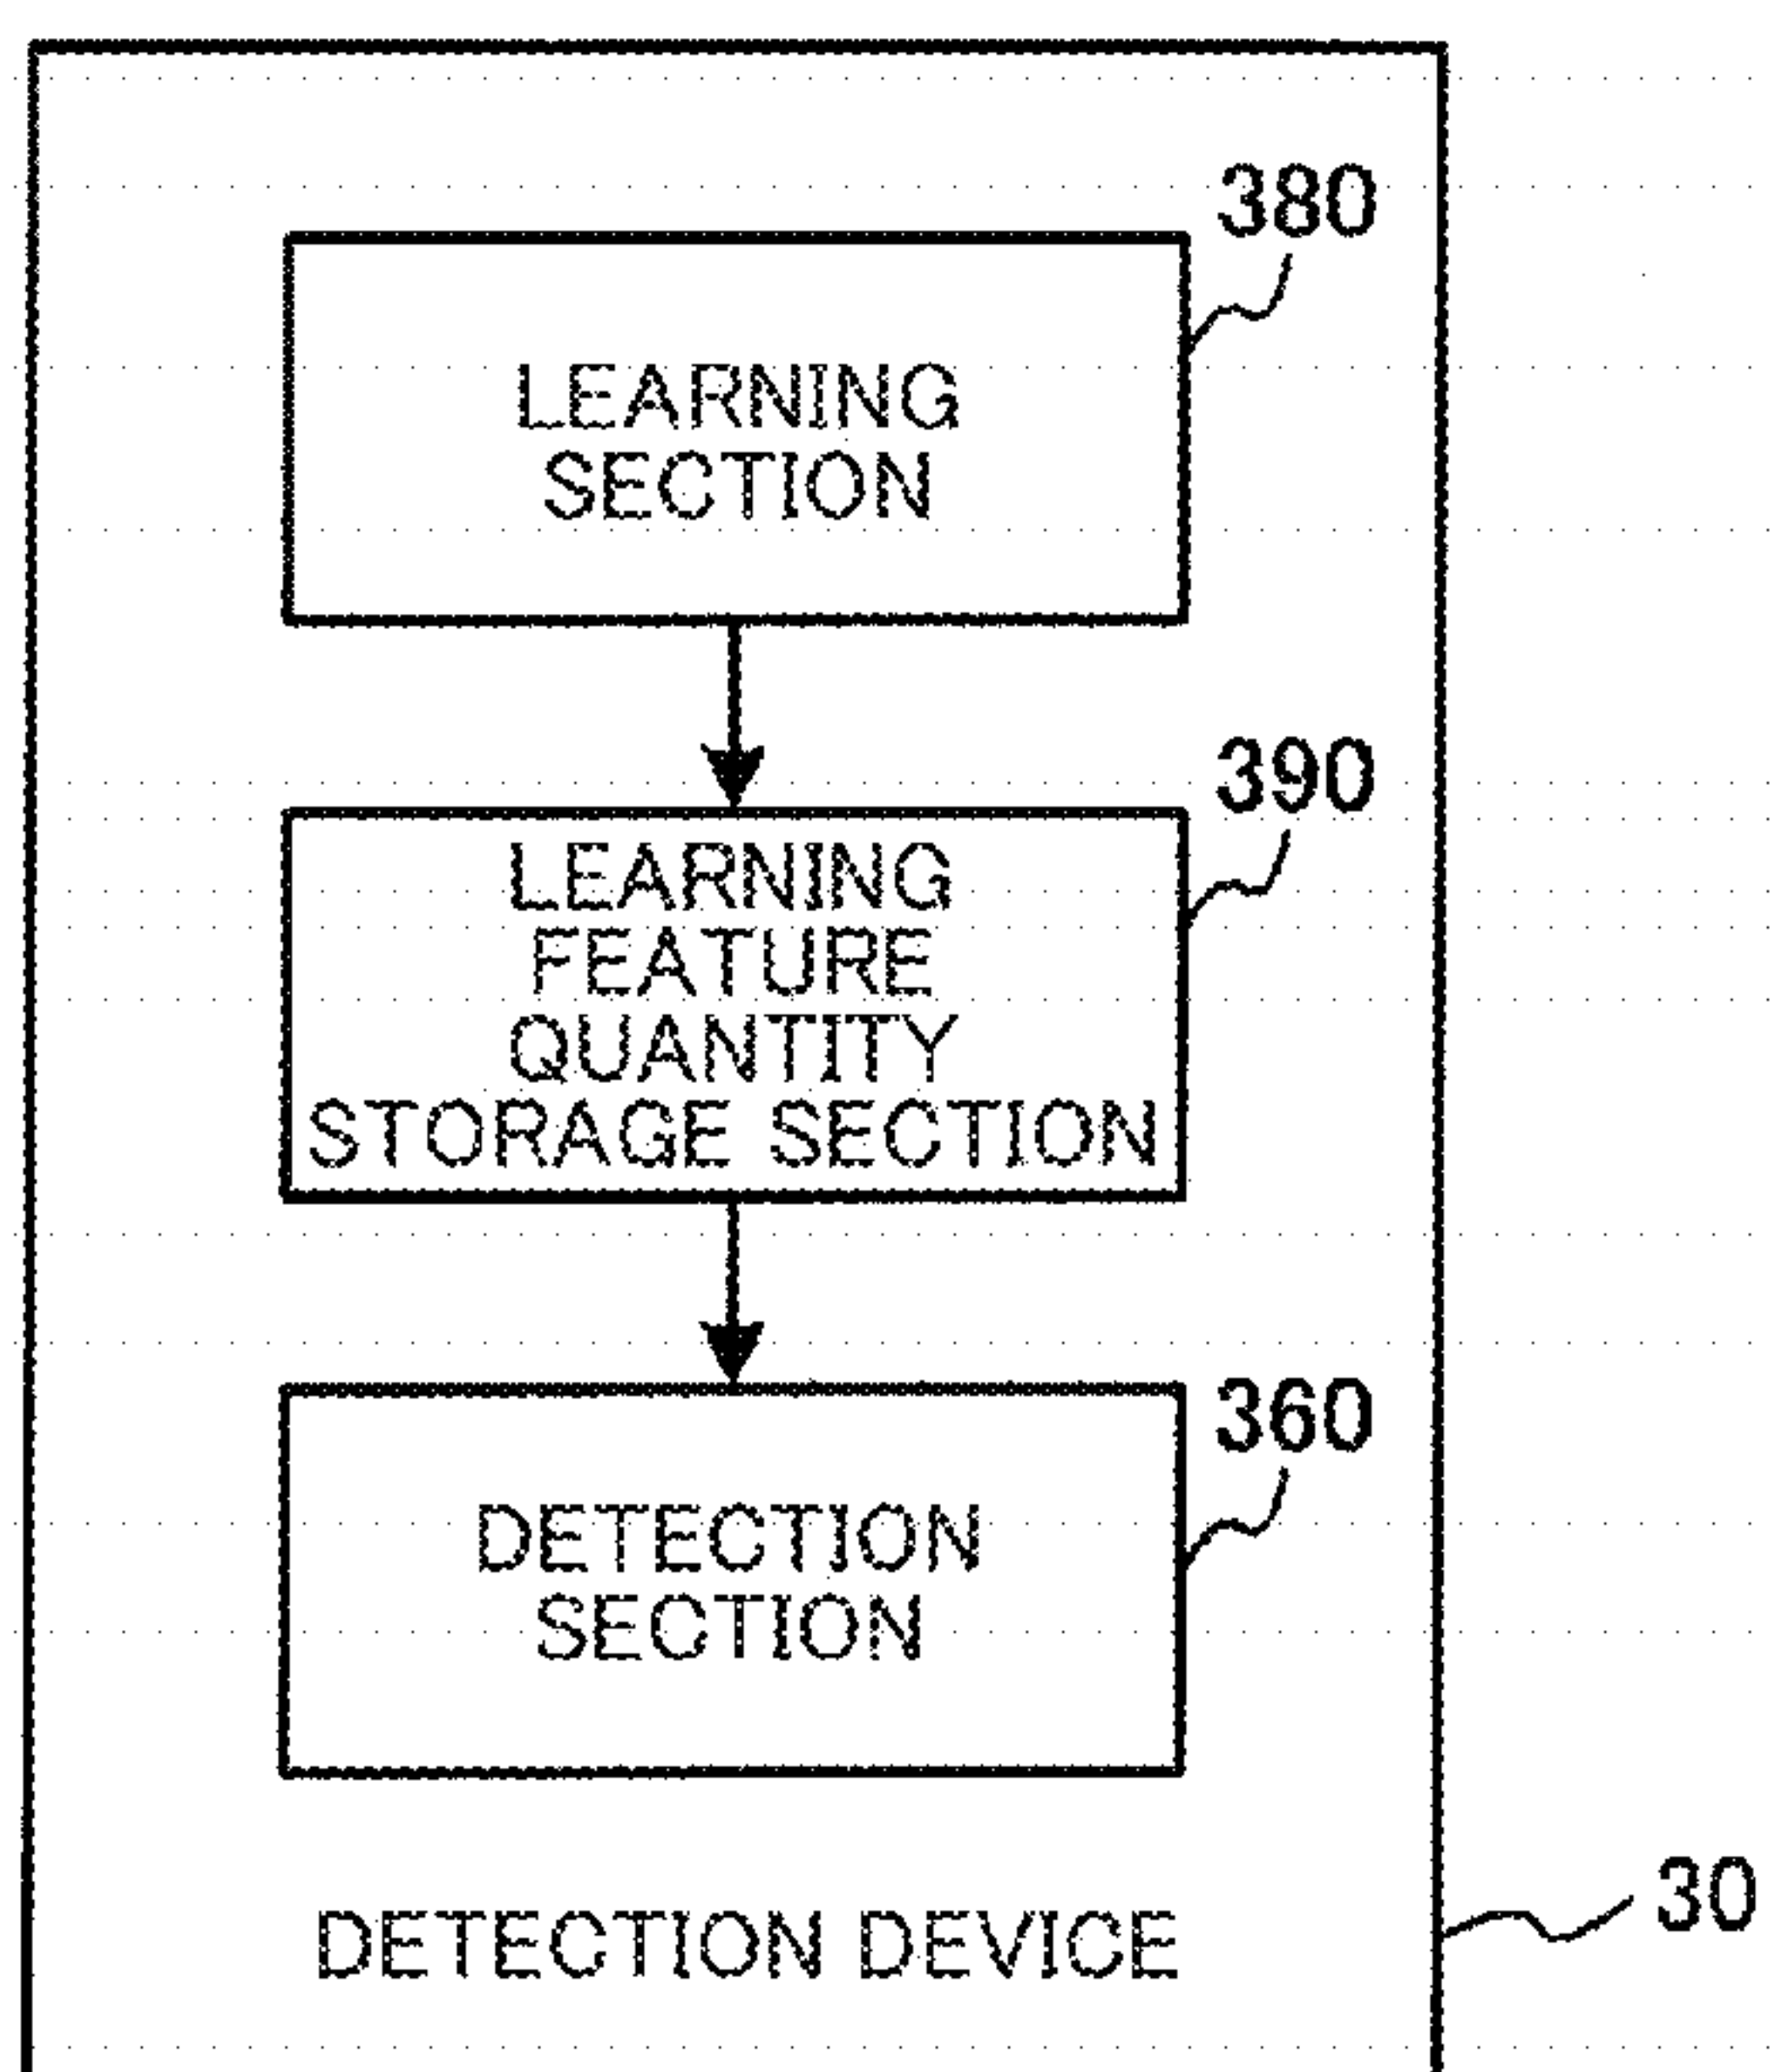 380
LEARNING
SECTION
390
LEARNING
FEATURE
QUANTITY
STORAGE SECTION
360
DETECTION
SECTION
30
DETECTION DEVICE